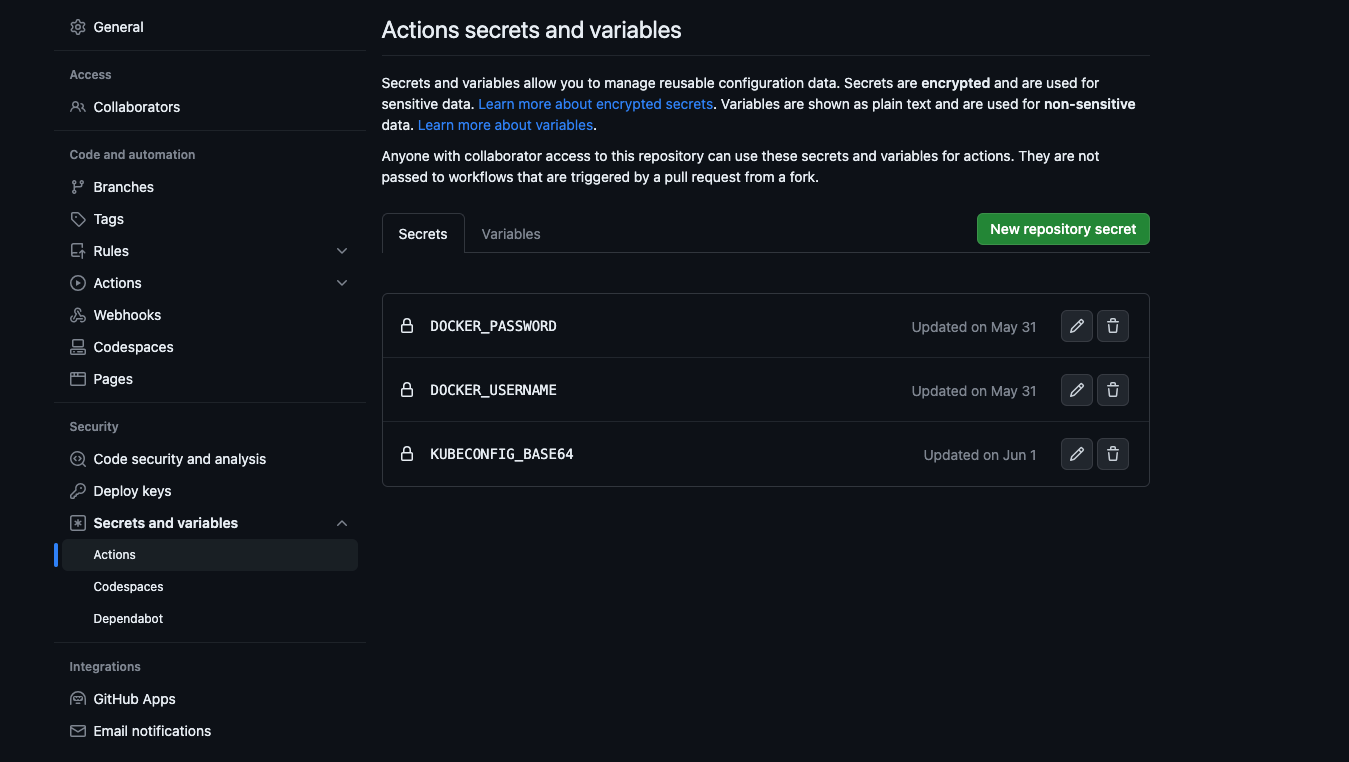 General
Access
Collaborators
Code and automation
Branches
Tags
Rules
Actions
Webhooks
Codespaces
Pages
Security
Code security and analysis
Deploy keys
Secrets and variables
Actions
Codespaces
Dependabot
Integrations
GitHub Apps
Email notifications
Actions secrets and variables
Secrets and variables allow you to manage reusable configuration data. Secrets are encrypted and are used for
sensitive data. Learn more about encrypted secrets. Variables are shown as plain text and are used for non-sensitive
data. Learn more about variables.
Anyone with collaborator access to this repository can use these secrets and variables for actions. They are not
passed to workflows that are triggered by a pull request from a fork.
Secrets Variables New repository secret
DOCKER_PASSWORD Updated on May 31
DOCKER_USERNAME Updated on May 31
KUBECONFIG_BASE64 Updated on Jun 1